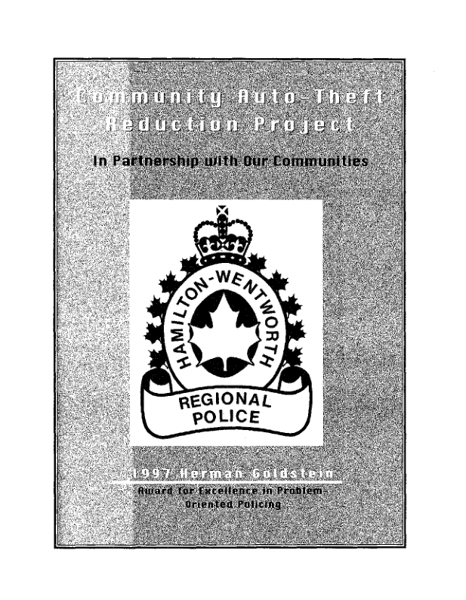 Community Auto-Theft
Reduction Project
In Partnership with Our Communities
HAMILTON-WENTWORTH
REGIONAL
POLICE
1997 Herman Goldstein
Award for Excellence in Problem-
Oriented Policing